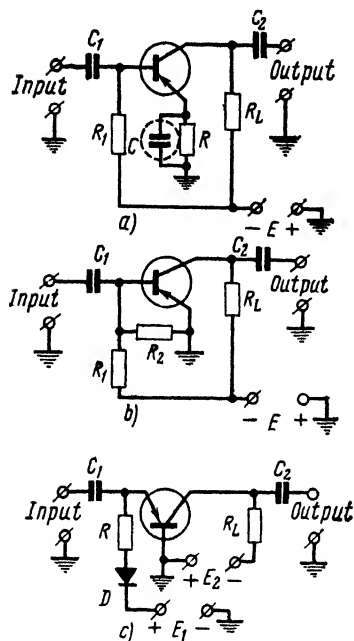 C1 C2
Input Output
R1 C R RL
a) - E +
C1 C2
Input Output
R2 RL
R1
b) - E +
C1 C2
Input Output
R RL
D + E2 -
c) + E1 -